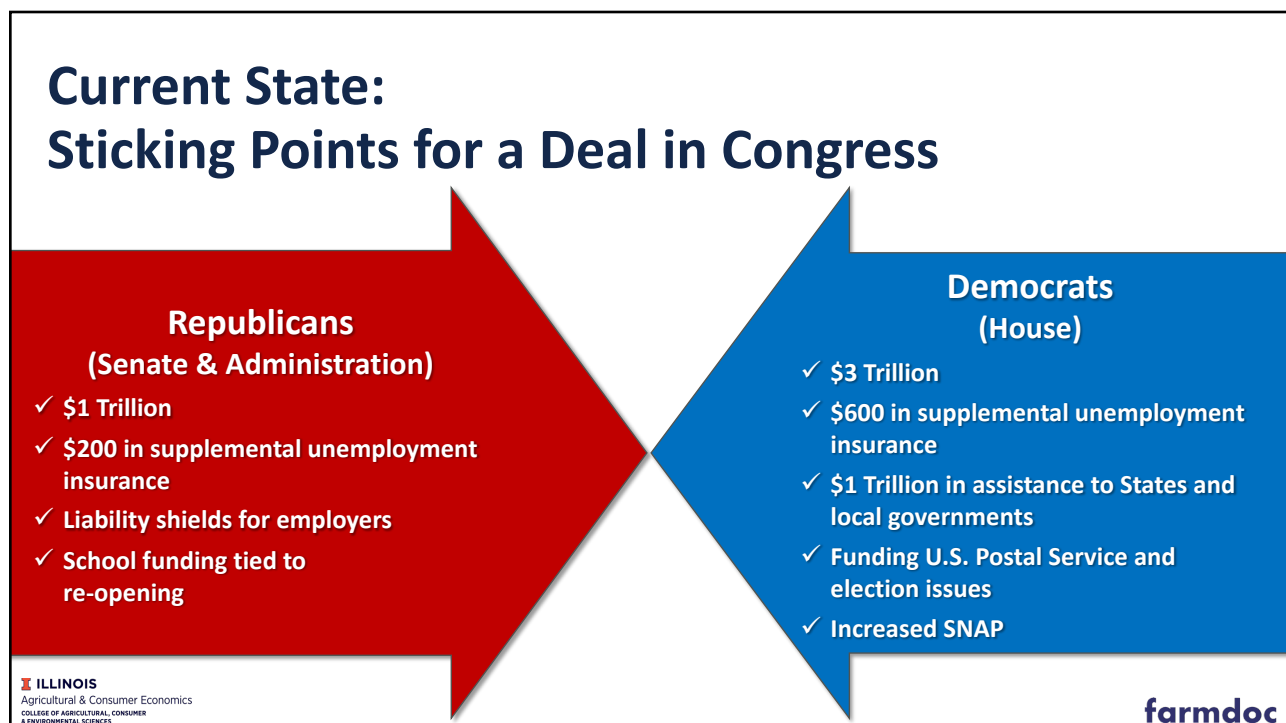 Current State:
Sticking Points for a Deal in Congress
Republicans
(Senate & Administration)
✓ $1 Trillion
✓ $200 in supplemental unemployment
insurance
✓ Liability shields for employers
✓ School funding tied to
re-opening
Democrats
(House)
✓ $3 Trillion
✓ $600 in supplemental unemployment
insurance
✓ $1 Trillion in assistance to States and
local governments
✓ Funding U.S. Postal Service and
election issues
✓ Increased SNAP
I ILLINOIS
Agricultural & Consumer Economics
COLLEGE OF AGRICULTURAL, CONSUMER
& ENVIRONMENTAL SCIENCES
farmdoc